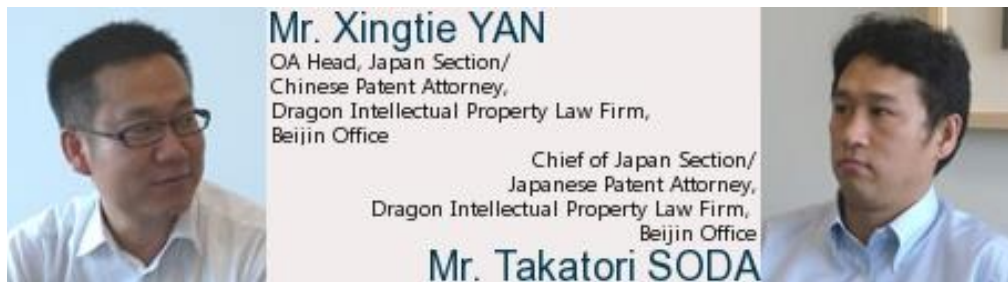 Mr. Xingtie YAN
OA Head, Japan Section/
Chinese Patent Attorney,
Dragon Intellectual Property Law Firm,
Beijin Office
Chief of Japan Section/
Japanese Patent Attorney,
Dragon Intellectual Property Law Firm,
Beijin Office
Mr. Takatori SODA